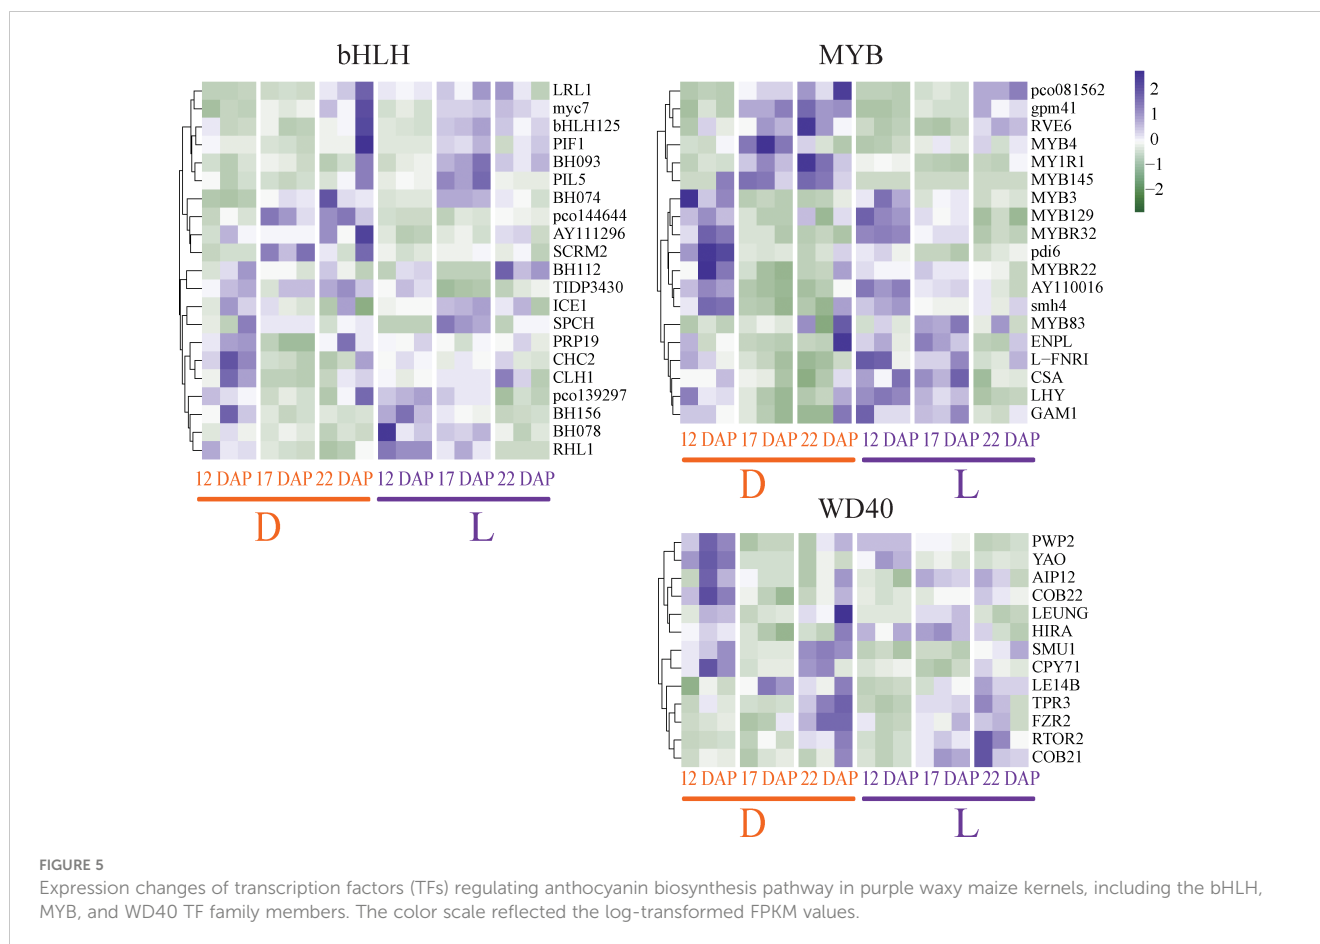 bHLH
LRL1
myc7
bHLH125
PIF1
BH093
PIL5
BH074
pco144644
AY111296
SCRM2
BH112
TIDP3430
ICE1
SPCH
PRP19
CHC2
CLH1
pco139297
BH156
BH078
RHL1
12 DAP 17 DAP 22 DAP 12 DAP 17 DAP 22 DAP
D L
MYB
pco081562
gpm41
RVE6
MYB4
MY1R1
MYB145
MYB3
MYB129
MYBR32
pdi6
MYBR22
AY110016
smh4
MYB83
ENPL
L−FNRI
CSA
LHY
GAM1
12 DAP 17 DAP 22 DAP 12 DAP 17 DAP 22 DAP
D L
2
1
0
−1
−2
WD40
PWP2
YAO
AIP12
COB22
LEUNG
HIRA
SMU1
CPY71
LE14B
TPR3
FZR2
RTOR2
COB21
12 DAP 17 DAP 22 DAP 12 DAP 17 DAP 22 DAP
D L
FIGURE 5
Expression changes of transcription factors (TFs) regulating anthocyanin biosynthesis pathway in purple waxy maize kernels, including the bHLH,
MYB, and WD40 TF family members. The color scale reflected the log-transformed FPKM values.